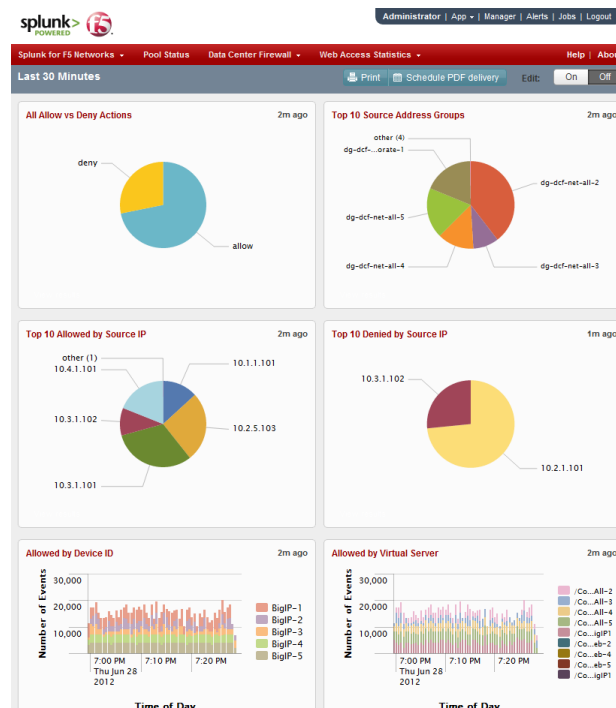 splunk>
POWERED
f5
Administrator | App | Manager | Alerts | Jobs | Logout
Splunk for F5 Networks Pool Status Data Center Firewall Web Access Statistics Help | Abou
Last 30 Minutes Print Schedule PDF delivery Edit: On Off
All Allow vs Deny Actions 2m ago
deny
allow
Top 10 Source Address Groups 2m ago
other (4)
dg-dcf-...orate-1
dg-dcf-net-all-2
dg-dcf-net-all-5
dg-dcf-net-all-4
dg-dcf-net-all-3
Top 10 Allowed by Source IP 2m ago
other (1)
10.4.1.101
10.1.1.101
10.3.1.102
10.2.5.103
10.3.1.101
Top 10 Denied by Source IP 1m ago
10.3.1.102
10.2.1.101
Allowed by Device ID 2m ago
Number of Events
30,000
20,000
10,000
BigIP-1
BigIP-2
BigIP-3
BigIP-4
BigIP-5
7:00 PM 7:10 PM 7:20 PM
Thu Jun 28
2012
Time of Day
Allowed by Virtual Server 2m ago
Number of Events
30,000
20,000
10,000
/Co...All-2
/Co...All-3
/Co...All-4
/Co...All-5
/Co...igIP1
/Co...eb-2
/Co...eb-4
/Co...eb-5
/Co...igIP1
7:00 PM 7:10 PM 7:20 PM
Thu Jun 28
2012
Time of Day